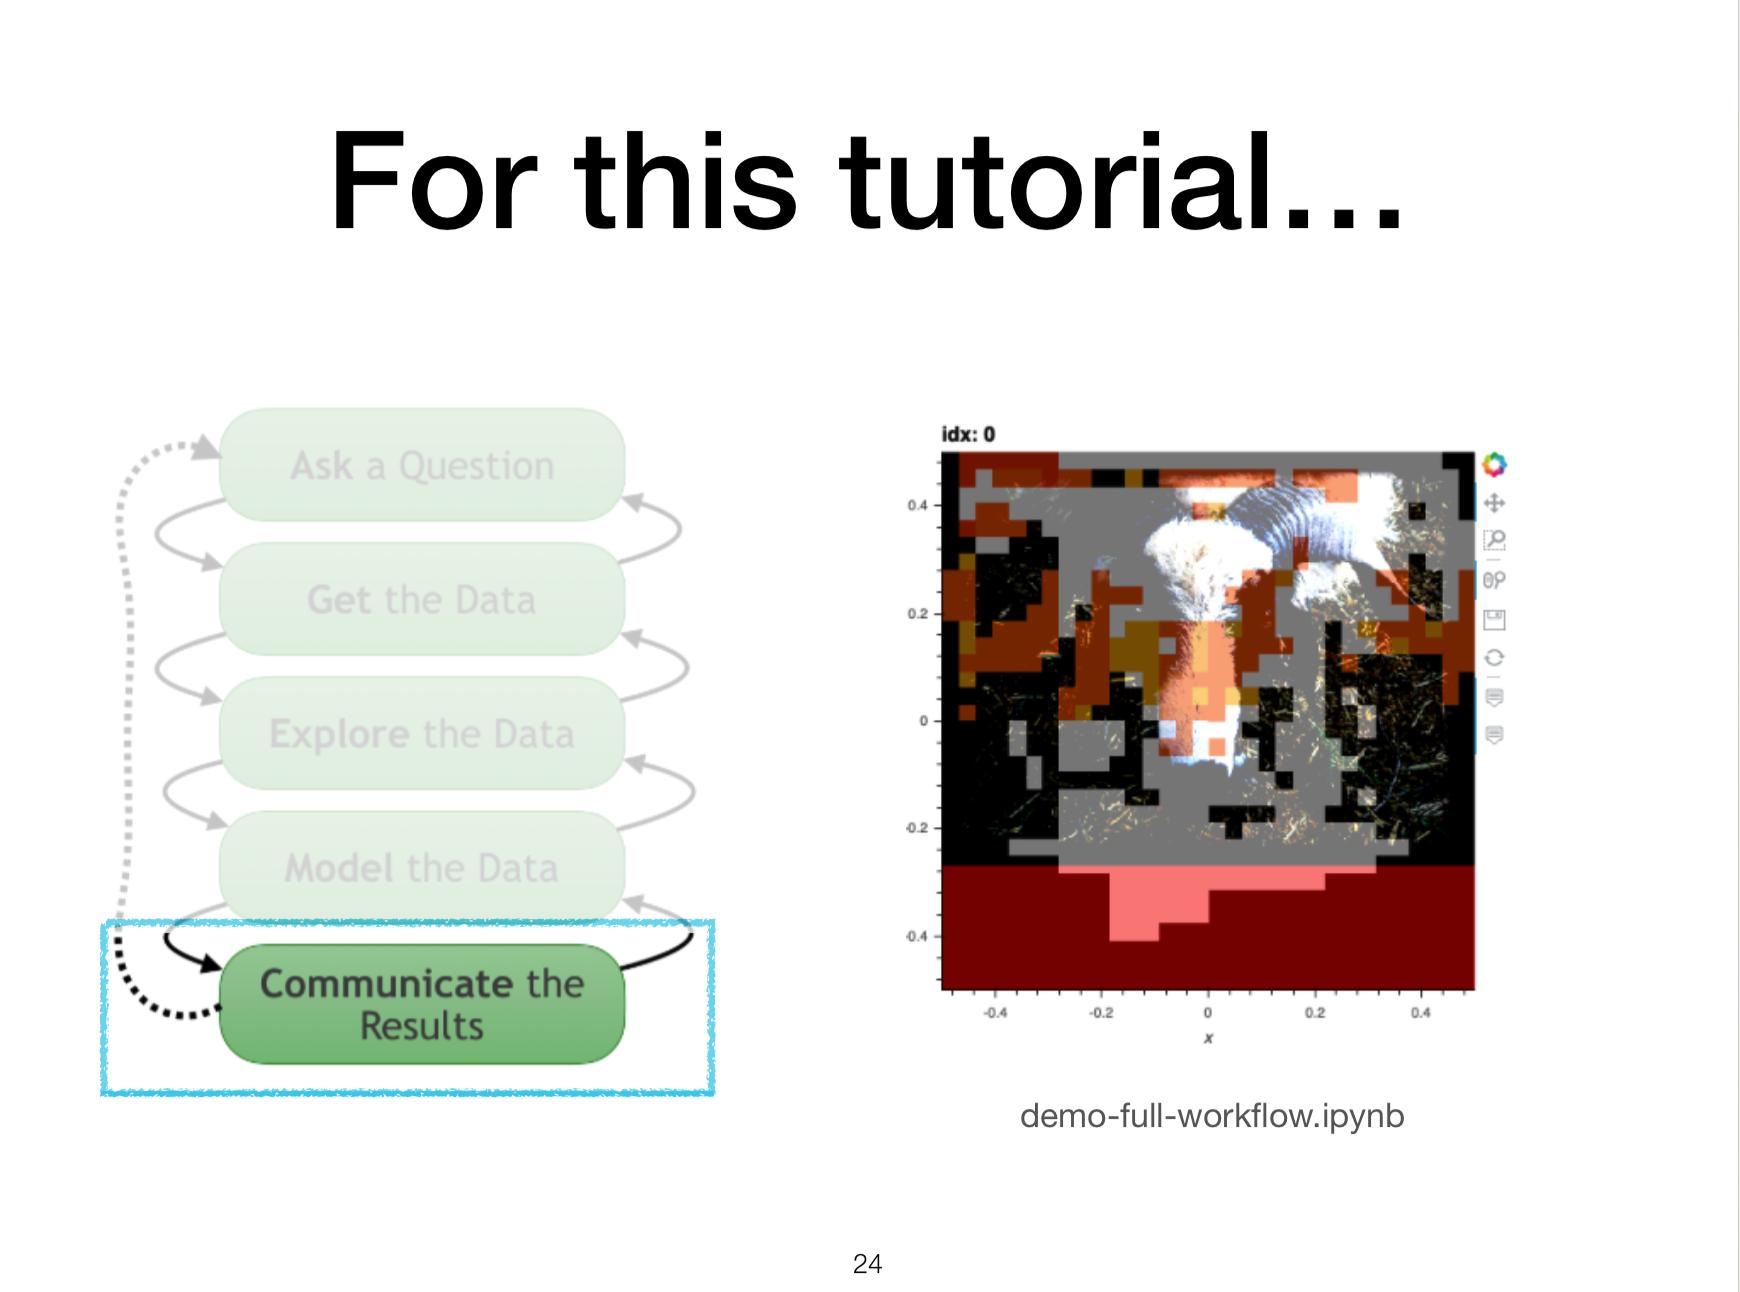 For this tutorial…
Ask a Question
Get the Data
Explore the Data
Model the Data
Communicate the
Results
idx: 0
0.4
0.2
0
-0.2
-0.4
-0.4 -0.2 0 0.2 0.4
x
demo-full-workflow.ipynb
24